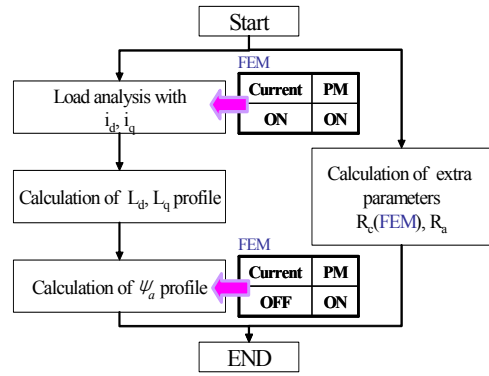 Start
FEM
Current PM
ON ON
Load analysis with
i_d, i_q
Calculation of L_d, L_q profile
Calculation of extra
parameters
R_c(FEM), R_a
FEM
Current PM
OFF ON
Calculation of Ψ_a profile
END